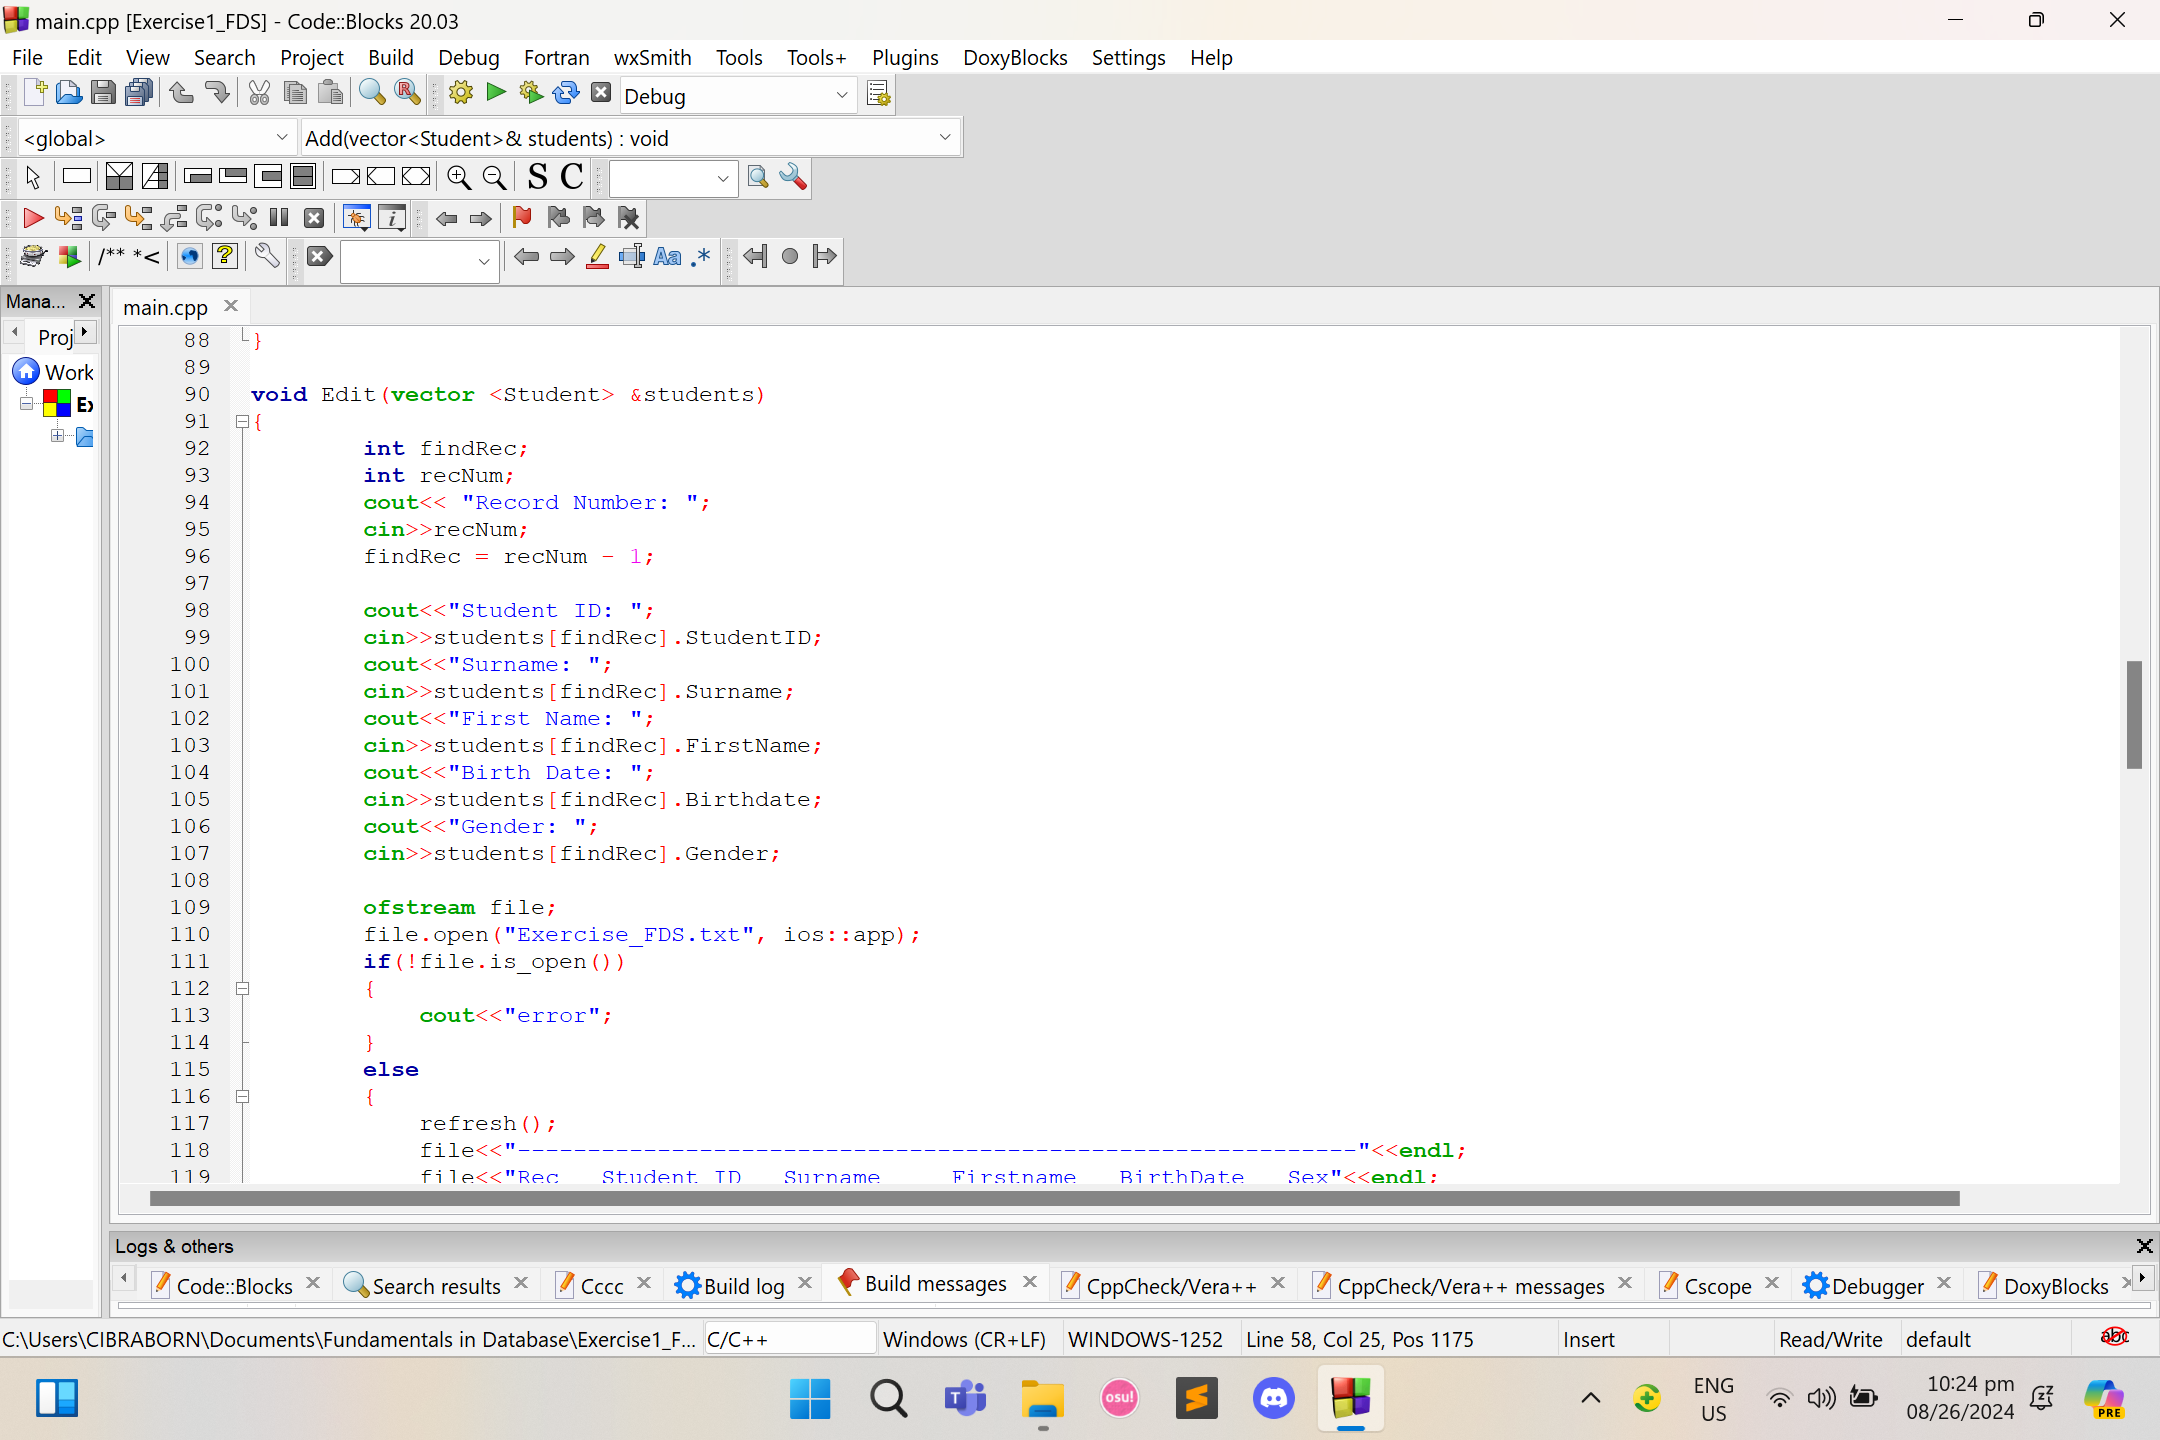 main.cpp [Exercise1_FDS] - Code::Blocks 20.03
File Edit View Search Project Build Debug Fortran wxSmith Tools Tools+ Plugins DoxyBlocks Settings Help
Debug
<global> Add(vector<Student>& students) : void
S C
/** *<
Aa .*
Mana...
main.cpp
Proj
Work
Ex
88 }
89
90 void Edit(vector <Student> &students)
91 {
92 int findRec;
93 int recNum;
94 cout<< "Record Number: ";
95 cin>>recNum;
96 findRec = recNum - 1;
97
98 cout<<"Student ID: ";
99 cin>>students[findRec].StudentID;
100 cout<<"Surname: ";
101 cin>>students[findRec].Surname;
102 cout<<"First Name: ";
103 cin>>students[findRec].FirstName;
104 cout<<"Birth Date: ";
105 cin>>students[findRec].Birthdate;
106 cout<<"Gender: ";
107 cin>>students[findRec].Gender;
108
109 ofstream file;
110 file.open("Exercise_FDS.txt", ios::app);
111 if(!file.is_open())
112 {
113 cout<<"error";
114 }
115 else
116 {
117 refresh();
118 file<<"------------------------------------------------------------"<<endl;
119 file<<"Rec   Student ID   Surname     Firstname   BirthDate   Sex"<<endl;
Logs & others
Code::Blocks Search results Cccc Build log Build messages CppCheck/Vera++ CppCheck/Vera++ messages Cscope Debugger DoxyBlocks
C:\Users\CIBRABORN\Documents\Fundamentals in Database\Exercise1_F... C/C++ Windows (CR+LF) WINDOWS-1252 Line 58, Col 25, Pos 1175 Insert Read/Write default abc
osu!
ENG
US
10:24 pm
08/26/2024
PRE